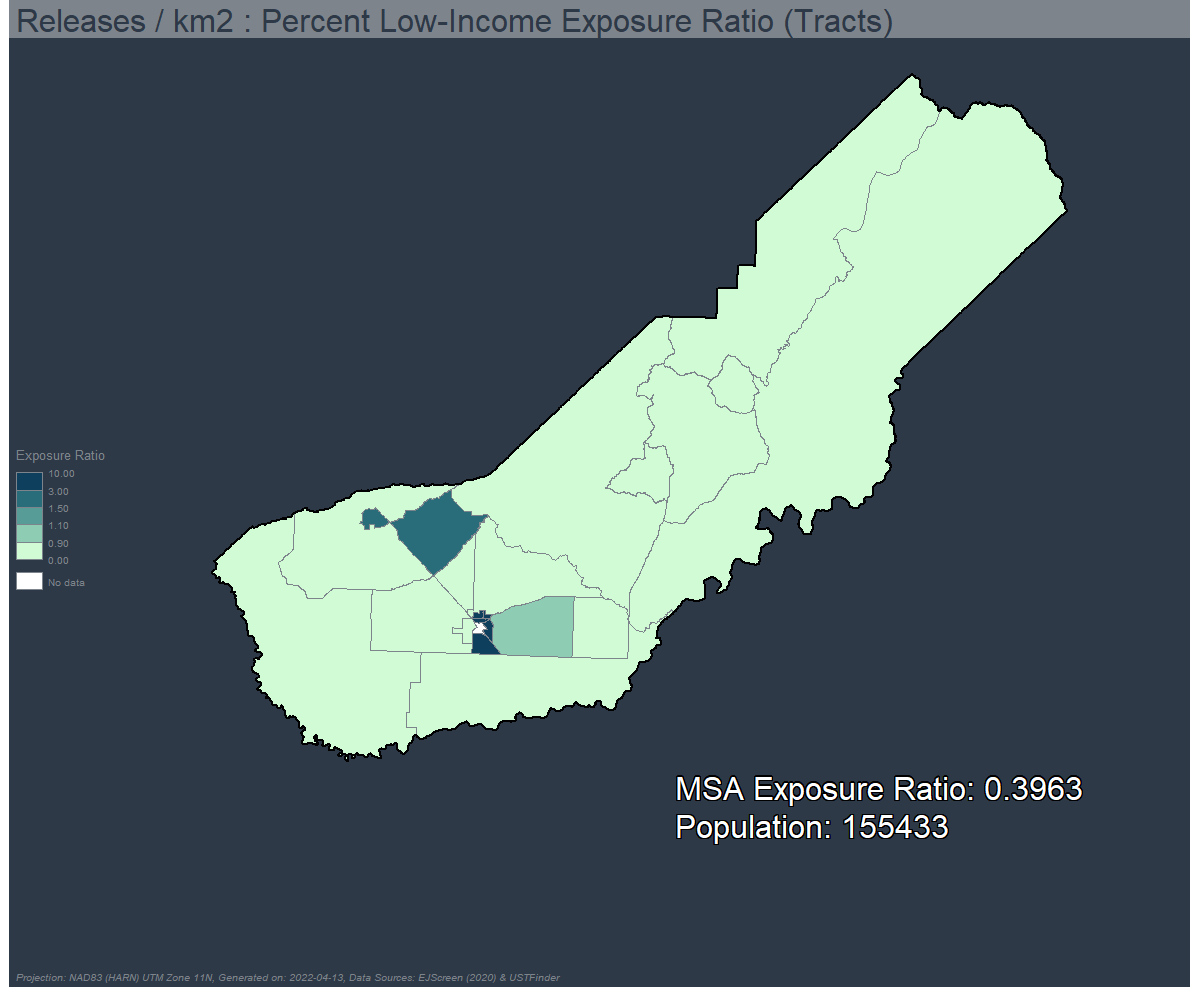 Releases / km2 : Percent Low-Income Exposure Ratio (Tracts)
Exposure Ratio
10.00
3.00
1.50
1.10
0.90
0.00
No data
MSA Exposure Ratio: 0.3963
Population: 155433
Projection: NAD83 (HARN) UTM Zone 11N, Generated on: 2022-04-13, Data Sources: EJScreen (2020) & USTFinder